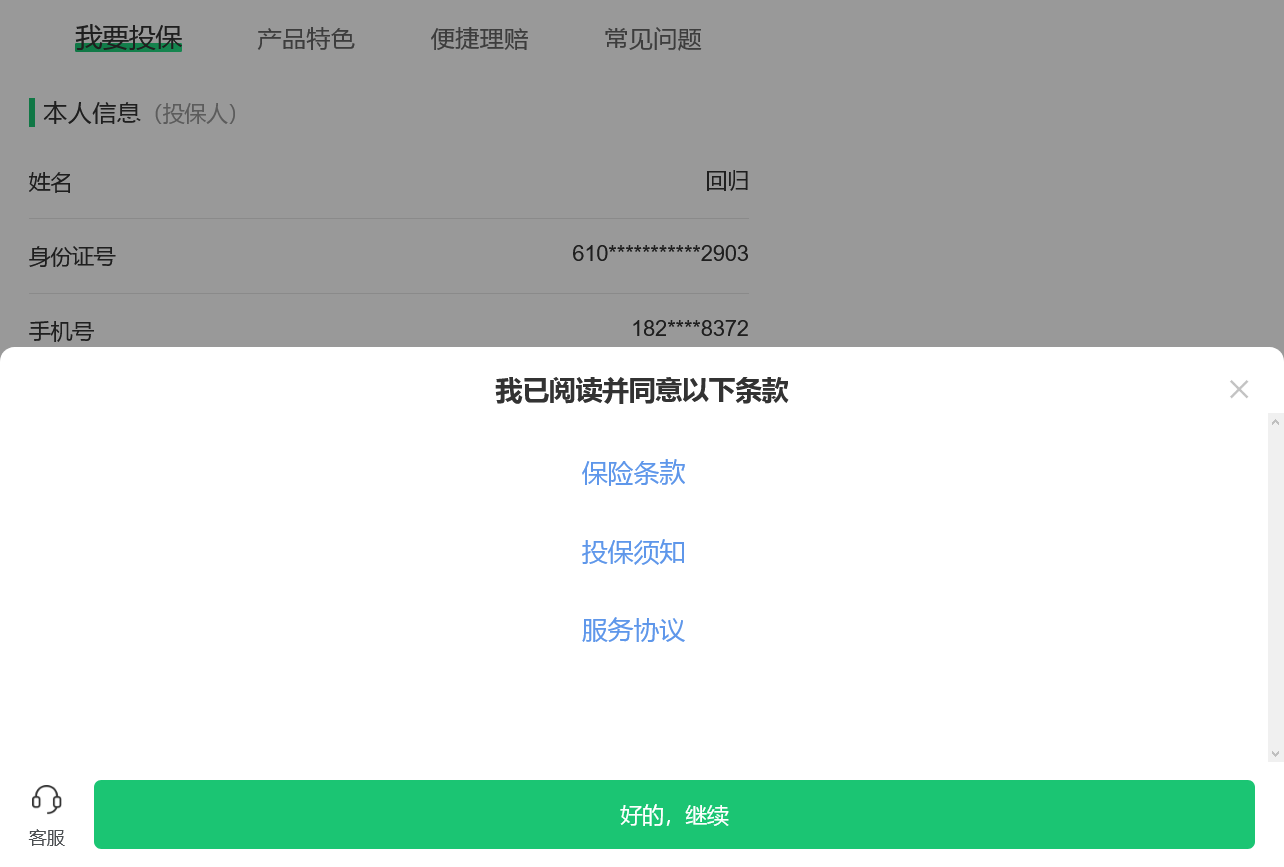 我要投保 产品特色 便捷理赔 常见问题
本人信息（投保人）
姓名 回归
身份证号 610***********2903
手机号 182****8372
我已阅读并同意以下条款
保险条款
投保须知
服务协议
好的，继续
客服